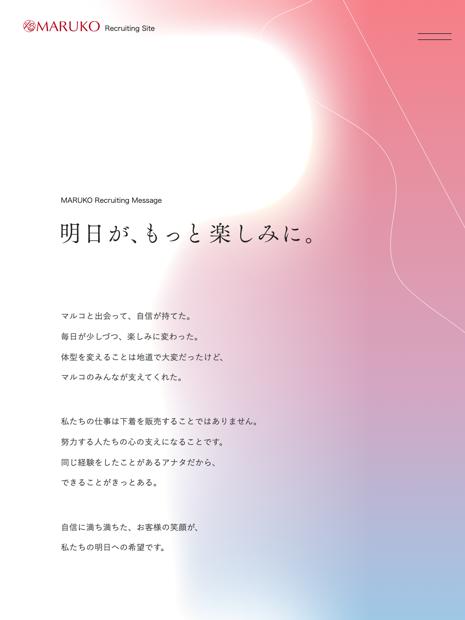 MARUKO Recruiting Site
MARUKO Recruiting Message
明日が、もっと楽しみに。
マルコと出会って、自信が持てた。
毎日が少しづつ、楽しみに変わった。
体型を変えることは地道で大変だったけど、
マルコのみんなが支えてくれた。
私たちの仕事は下着を販売することではありません。
努力する人たちの心の支えになることです。
同じ経験をしたことがあるアナタだから、
できることがきっとある。
自信に満ち満ちた、お客様の笑顔が、
私たちの明日への希望です。